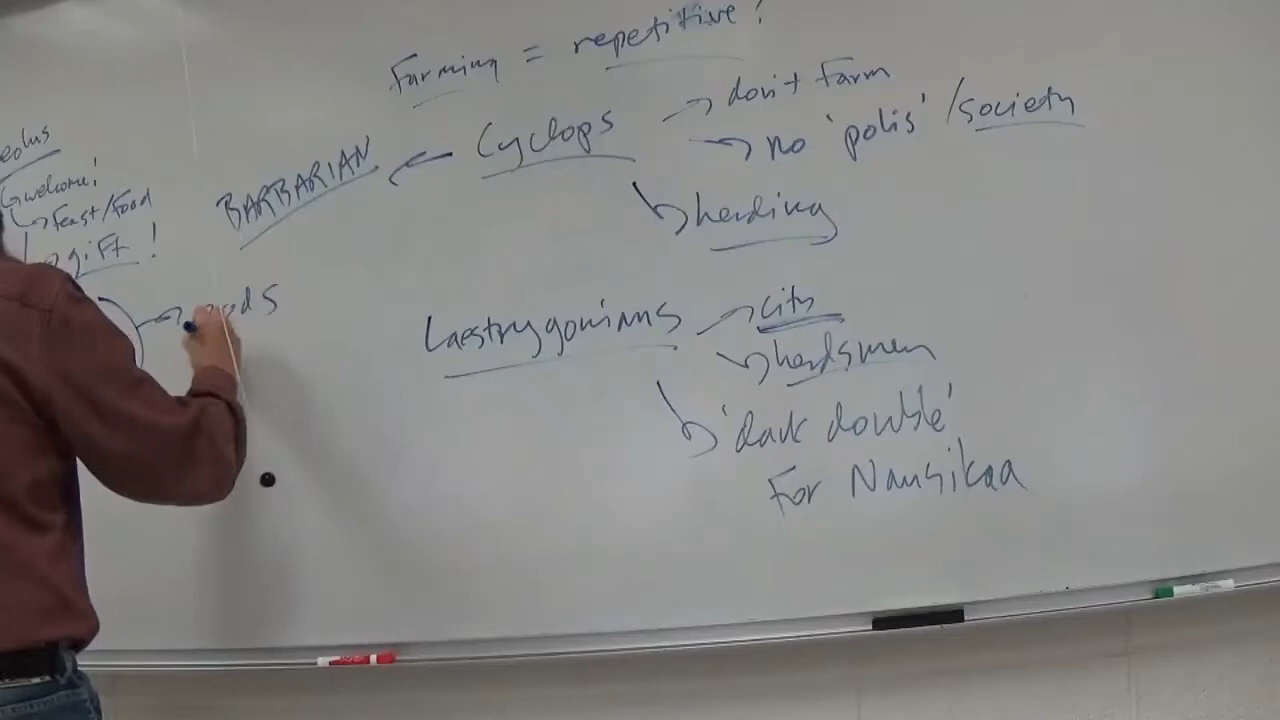 Farming = repetitive!
eolus
↳ welcome!
↳ feast/food
↳ gift!
BARBARIAN ← Cyclops → don't farm
→ no 'polis' / society
↳ herding
Laestrygonians → city
↳ herdsmen
↳ 'dark double'
For Nausikaa